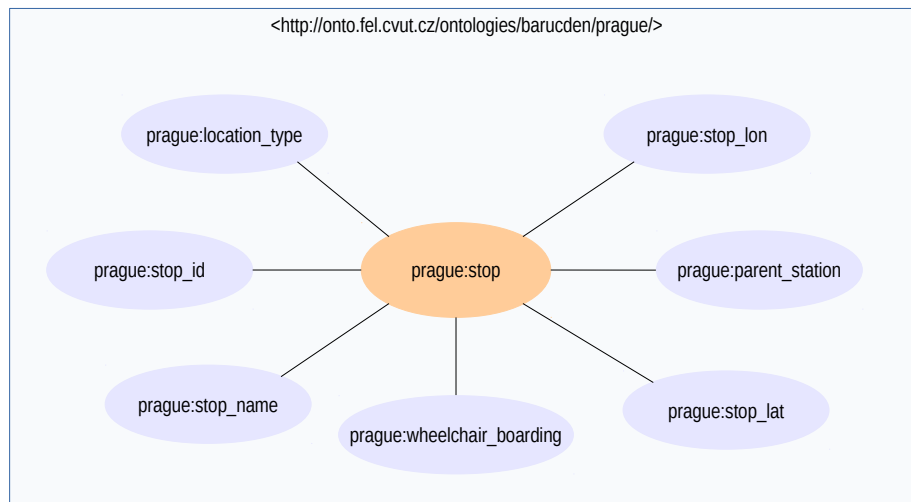 <http://onto.fel.cvut.cz/ontologies/barucden/prague/>
prague:location_type
prague:stop_lon
prague:stop_id
prague:stop
prague:parent_station
prague:stop_name
prague:wheelchair_boarding
prague:stop_lat